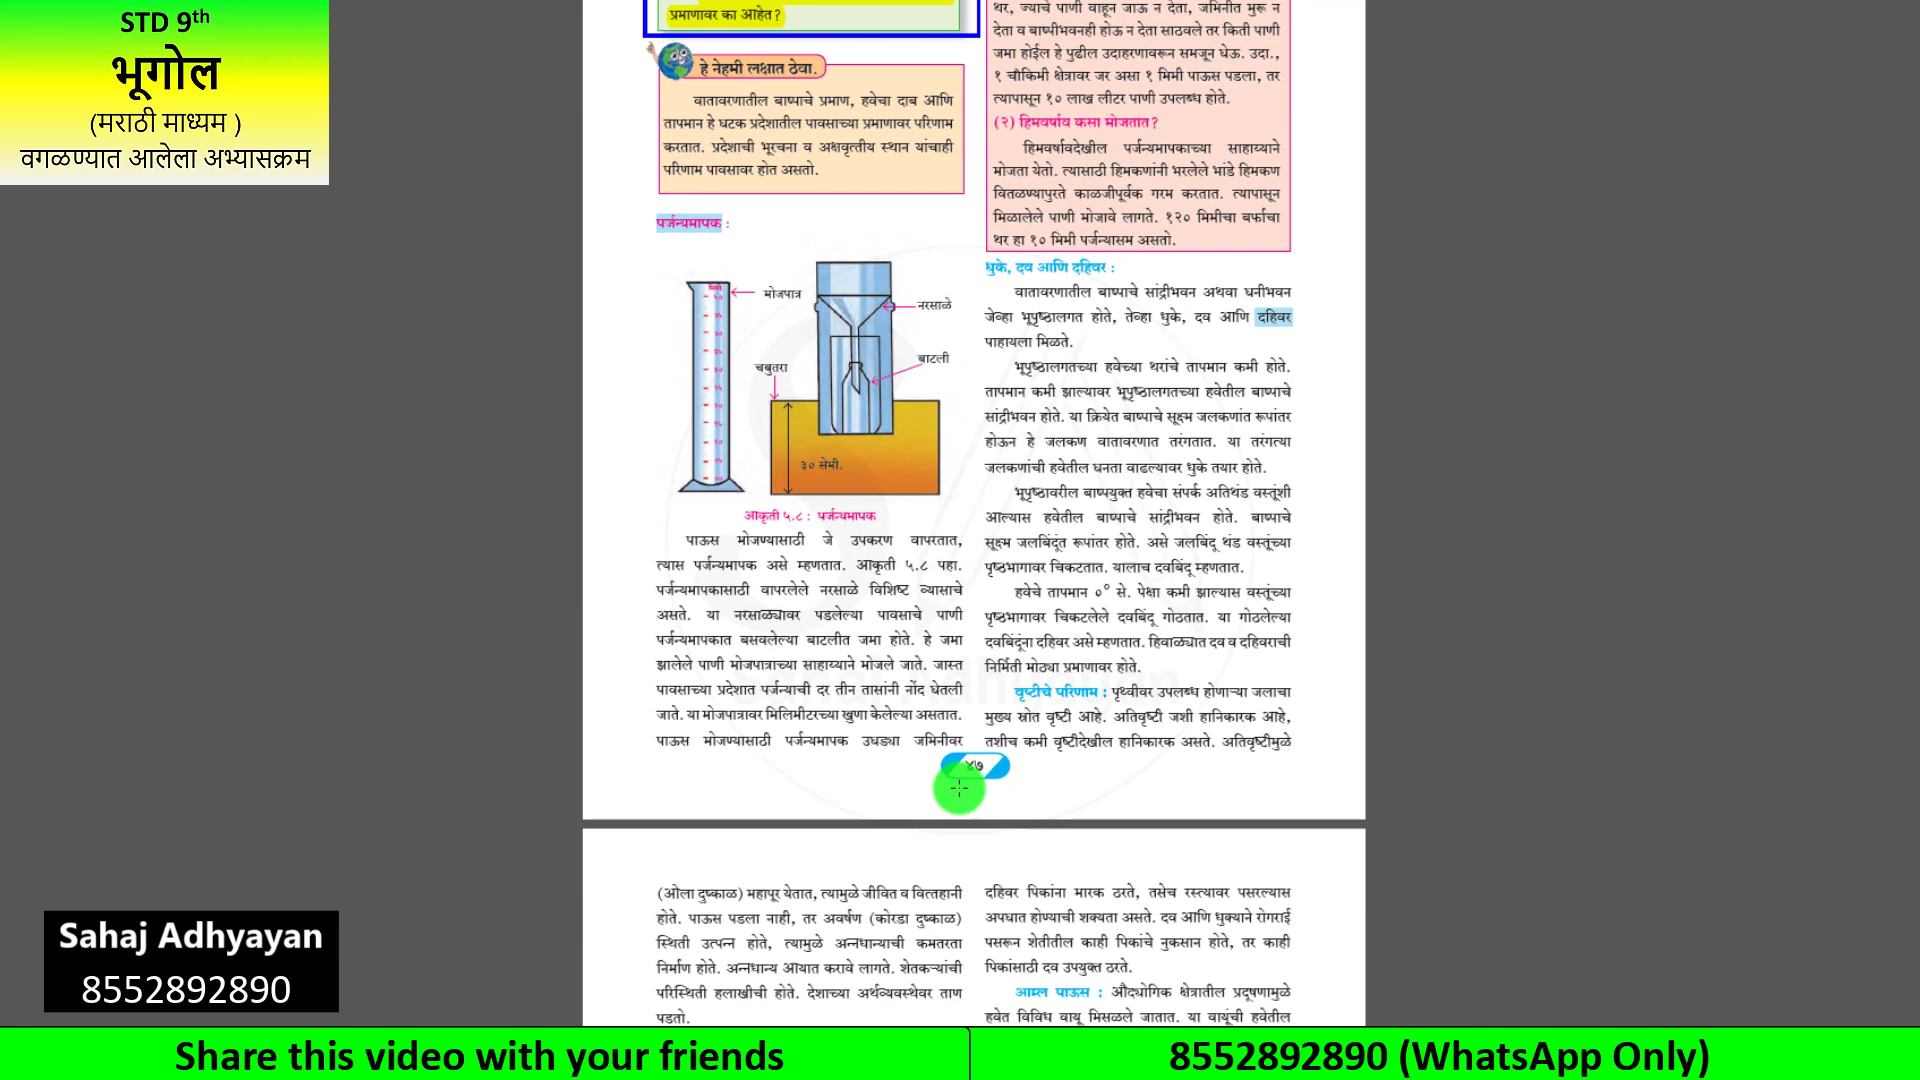 STD 9th
भूगोल
(मराठी माध्यम )
वगळण्यात आलेला अभ्यासक्रम
प्रमाणावर का आहेत?
हे नेहमी लक्षात ठेवा.
वातावरणातील बाष्पाचे प्रमाण, हवेचा दाब आणि
तापमान हे घटक प्रदेशातील पावसाच्या प्रमाणावर परिणाम
करतात. प्रदेशाची भूरचना व अक्षवृत्तीय स्थान यांचाही
परिणाम पावसावर होत असतो.
पर्जन्यमापक :
मोजपात्र
नरसाळे
बाटली
चबुतरा
३० सेमी.
आकृती ५.८ : पर्जन्यमापक
पाऊस मोजण्यासाठी जे उपकरण वापरतात,
त्यास पर्जन्यमापक असे म्हणतात. आकृती ५.८ पहा.
पर्जन्यमापकासाठी वापरलेले नरसाळे विशिष्ट व्यासाचे
असते. या नरसाळ्यावर पडलेल्या पावसाचे पाणी
पर्जन्यमापकात बसवलेल्या बाटलीत जमा होते. हे जमा
झालेले पाणी मोजपात्राच्या साहाय्याने मोजले जाते. जास्त
पावसाच्या प्रदेशात पर्जन्याची दर तीन तासांनी नोंद घेतली
जाते. या मोजपात्रावर मिलिमीटरच्या खुणा केलेल्या असतात.
पाऊस मोजण्यासाठी पर्जन्यमापक उघड्या जमिनीवर
थर, ज्याचे पाणी वाहून जाऊ न देता, जमिनीत मुरू न
देता व बाष्पीभवनही होऊ न देता साठवले तर किती पाणी
जमा होईल हे पुढील उदाहरणावरून समजून घेऊ. उदा.,
१ चौकिमी क्षेत्रावर जर असा १ मिमी पाऊस पडला, तर
त्यापासून १० लाख लीटर पाणी उपलब्ध होते.
(२) हिमवर्षाव कसा मोजतात?
हिमवर्षावदेखील पर्जन्यमापकाच्या साहाय्याने
मोजता येतो. त्यासाठी हिमकणांनी भरलेले भांडे हिमकण
वितळण्यापुरते काळजीपूर्वक गरम करतात. त्यापासून
मिळालेले पाणी मोजावे लागते. १२० मिमीचा बर्फाचा
थर हा १० मिमी पर्जन्यासम असतो.
धुके, दव आणि दहिवर :
वातावरणातील बाष्पाचे सांद्रीभवन अथवा घनीभवन
जेव्हा भूपृष्ठालगत होते, तेव्हा धुके, दव आणि दहिवर
पाहायला मिळते.
भूपृष्ठालगतच्या हवेच्या थरांचे तापमान कमी होते.
तापमान कमी झाल्यावर भूपृष्ठालगतच्या हवेतील बाष्पाचे
सांद्रीभवन होते. या क्रियेत बाष्पाचे सूक्ष्म जलकणांत रूपांतर
होऊन हे जलकण वातावरणात तरंगतात. या तरंगत्या
जलकणांची हवेतील घनता वाढल्यावर धुके तयार होते.
भूपृष्ठावरील बाष्पयुक्त हवेचा संपर्क अतिथंड वस्तूंशी
आल्यास हवेतील बाष्पाचे सांद्रीभवन होते. बाष्पाचे
सूक्ष्म जलबिंदूंत रूपांतर होते. असे जलबिंदू थंड वस्तूंच्या
पृष्ठभागावर चिकटतात. यालाच दवबिंदू म्हणतात.
हवेचे तापमान ०° से. पेक्षा कमी झाल्यास वस्तूंच्या
पृष्ठभागावर चिकटलेले दवबिंदू गोठतात. या गोठलेल्या
दवबिंदूंना दहिवर असे म्हणतात. हिवाळ्यात दव व दहिवराची
निर्मिती मोठ्या प्रमाणावर होते.
वृष्टीचे परिणाम : पृथ्वीवर उपलब्ध होणाऱ्या जलाचा
मुख्य स्रोत वृष्टी आहे. अतिवृष्टी जशी हानिकारक आहे,
तशीच कमी वृष्टीदेखील हानिकारक असते. अतिवृष्टीमुळे
४७
(ओला दुष्काळ) महापूर येतात, त्यामुळे जीवित व वित्तहानी
होते. पाऊस पडला नाही, तर अवर्षण (कोरडा दुष्काळ)
स्थिती उत्पन्न होते, त्यामुळे अन्नधान्याची कमतरता
निर्माण होते. अन्नधान्य आयात करावे लागते. शेतकऱ्यांची
परिस्थिती हलाखीची होते. देशाच्या अर्थव्यवस्थेवर ताण
पडतो.
दहिवर पिकांना मारक ठरते, तसेच रस्त्यावर पसरल्यास
अपघात होण्याची शक्यता असते. दव आणि धुक्याने रोगराई
पसरून शेतीतील काही पिकांचे नुकसान होते, तर काही
पिकांसाठी दव उपयुक्त ठरते.
आम्ल पाऊस : औद्योगिक क्षेत्रातील प्रदूषणामुळे
हवेत विविध वायू मिसळले जातात. या वायूंची हवेतील
Sahaj Adhyayan
Sahaj Adhyayan
8552892890
Share this video with your friends
8552892890 (WhatsApp Only)